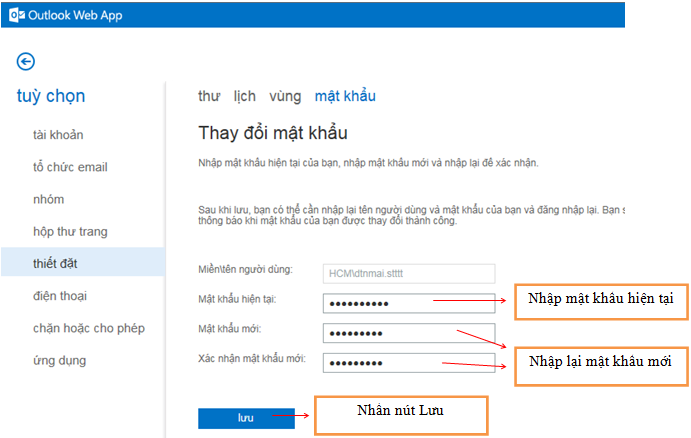 Outlook Web App
tuỳ chọn
tài khoản
tổ chức email
nhóm
hộp thư trang
thiết đặt
điện thoại
chặn hoặc cho phép
ứng dụng
thư lịch vùng mật khẩu
Thay đổi mật khẩu
Nhập mật khẩu hiện tại của bạn, nhập mật khẩu mới và nhập lại để xác nhận.
Sau khi lưu, bạn có thể cần nhập lại tên người dùng và mật khẩu của bạn và đăng nhập lại. Bạn s
thông báo khi mật khẩu của bạn được thay đổi thành công.
Miền\tên người dùng: HCM\dtnmai.stttt
Mật khẩu hiện tại: ●●●●●●●●●●
Nhập mật khâu hiện tại
Mật khẩu mới: ●●●●●●●●●
Xác nhận mật khẩu mới: ●●●●●●●●●
Nhập lại mật khâu mới
lưu
Nhấn nút Lưu